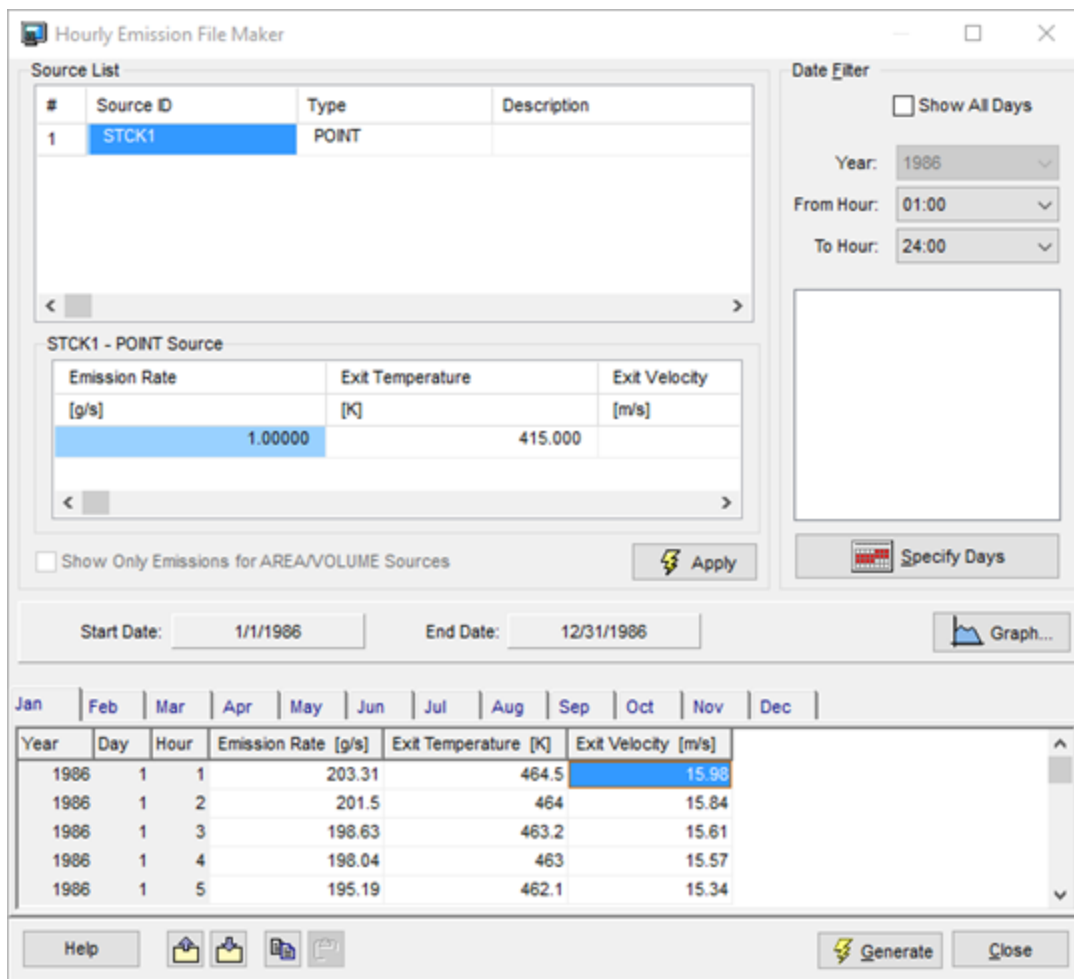 Hourly Emission File Maker
Source List
# Source ID Type Description
1 STCK1 POINT
STCK1 - POINT Source
Emission Rate Exit Temperature Exit Velocity
[g/s] [K] [m/s]
1.00000 415.000
Show Only Emissions for AREA/VOLUME Sources
Apply
Date Filter
Show All Days
Year: 1986
From Hour: 01:00
To Hour: 24:00
Specify Days
Start Date: 1/1/1986 End Date: 12/31/1986
Graph...
Jan Feb Mar Apr May Jun Jul Aug Sep Oct Nov Dec
Year Day Hour Emission Rate [g/s] Exit Temperature [K] Exit Velocity [m/s]
1986 1 1 203.31 464.5 15.98
1986 1 2 201.5 464 15.84
1986 1 3 198.63 463.2 15.61
1986 1 4 198.04 463 15.57
1986 1 5 195.19 462.1 15.34
Help Generate Close